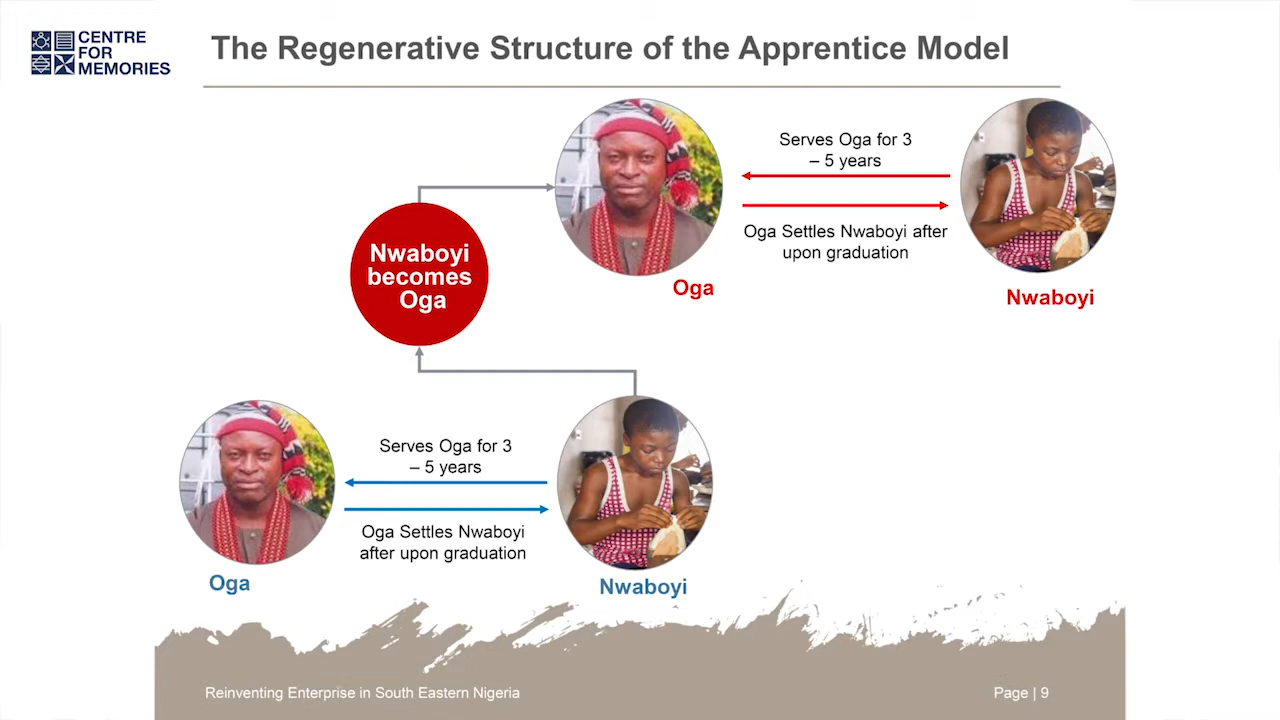 CENTRE
FOR
MEMORIES
The Regenerative Structure of the Apprentice Model
Serves Oga for 3
– 5 years
Oga Settles Nwaboyi after
upon graduation
Oga
Nwaboyi
Nwaboyi
becomes
Oga
Serves Oga for 3
– 5 years
Oga Settles Nwaboyi
after upon graduation
Oga
Nwaboyi
Reinventing Enterprise in South Eastern Nigeria
Page | 9